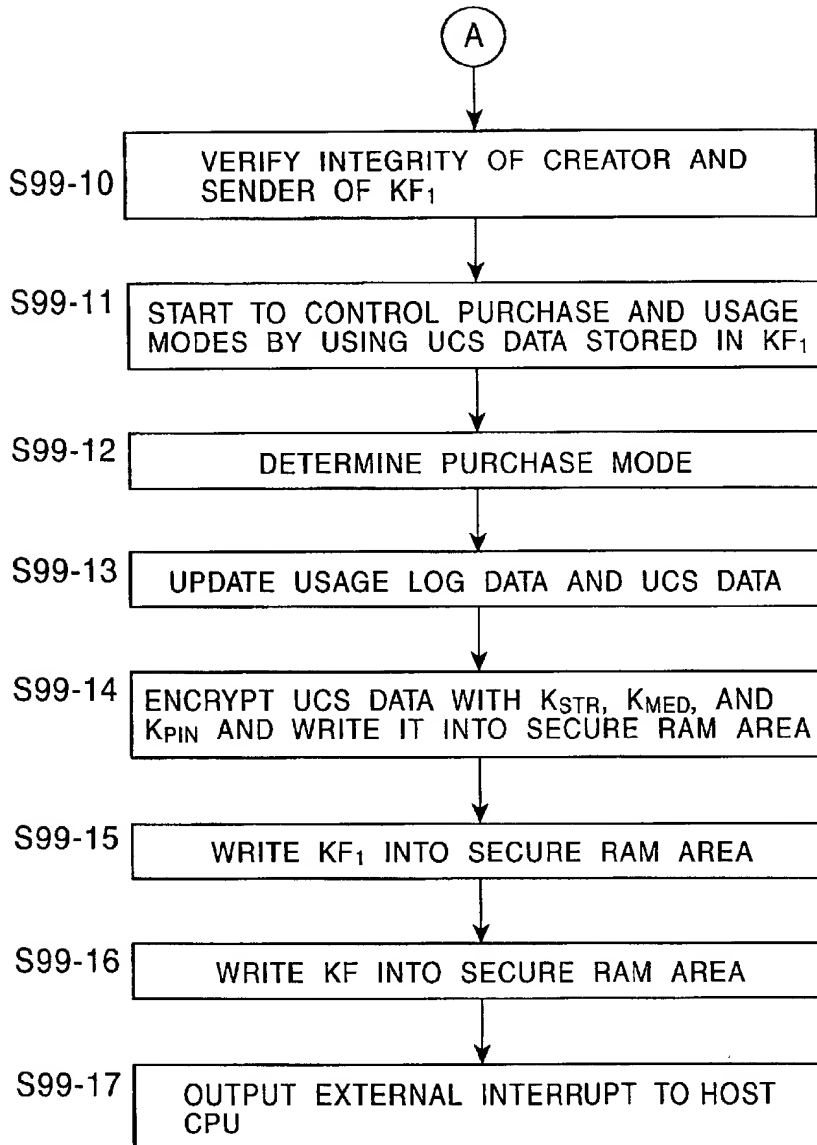 A
S99-10
VERIFY INTEGRITY OF CREATOR AND
SENDER OF KF₁
S99-11
START TO CONTROL PURCHASE AND USAGE
MODES BY USING UCS DATA STORED IN KF₁
S99-12
DETERMINE PURCHASE MODE
S99-13
UPDATE USAGE LOG DATA AND UCS DATA
S99-14
ENCRYPT UCS DATA WITH KSTR, KMED, AND
KPIN AND WRITE IT INTO SECURE RAM AREA
S99-15
WRITE KF₁ INTO SECURE RAM AREA
S99-16
WRITE KF INTO SECURE RAM AREA
S99-17
OUTPUT EXTERNAL INTERRUPT TO HOST
CPU